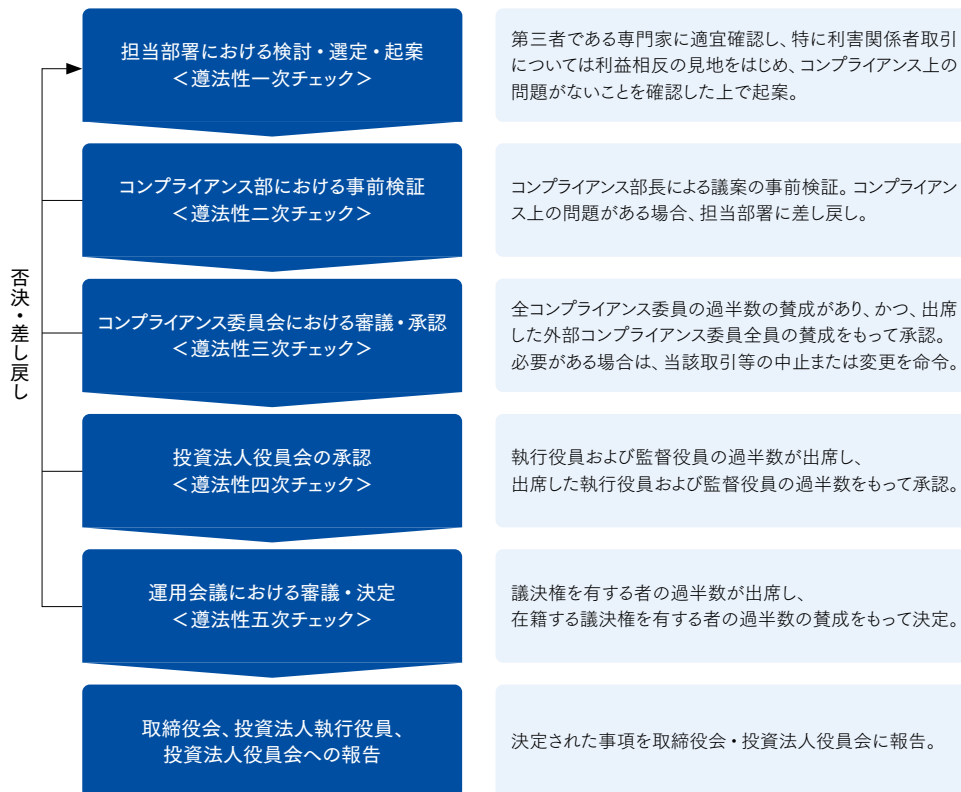 担当部署における検討・選定・起案
＜遵法性一次チェック＞
第三者である専門家に適宜確認し、特に利害関係者取引
については利益相反の見地をはじめ、コンプライアンス上の
問題がないことを確認した上で起案。
コンプライアンス部における事前検証
＜遵法性二次チェック＞
コンプライアンス部長による議案の事前検証。コンプライアン
ス上の問題がある場合、担当部署に差し戻し。
否決・差し戻し
コンプライアンス委員会における審議・承認
＜遵法性三次チェック＞
全コンプライアンス委員の過半数の賛成があり、かつ、出席
した外部コンプライアンス委員全員の賛成をもって承認。
必要がある場合は、当該取引等の中止または変更を命令。
投資法人役員会の承認
＜遵法性四次チェック＞
執行役員および監督役員の過半数が出席し、
出席した執行役員および監督役員の過半数をもって承認。
運用会議における審議・決定
＜遵法性五次チェック＞
議決権を有する者の過半数が出席し、
在籍する議決権を有する者の過半数の賛成をもって決定。
取締役会、投資法人執行役員、
投資法人役員会への報告
決定された事項を取締役会・投資法人役員会に報告。